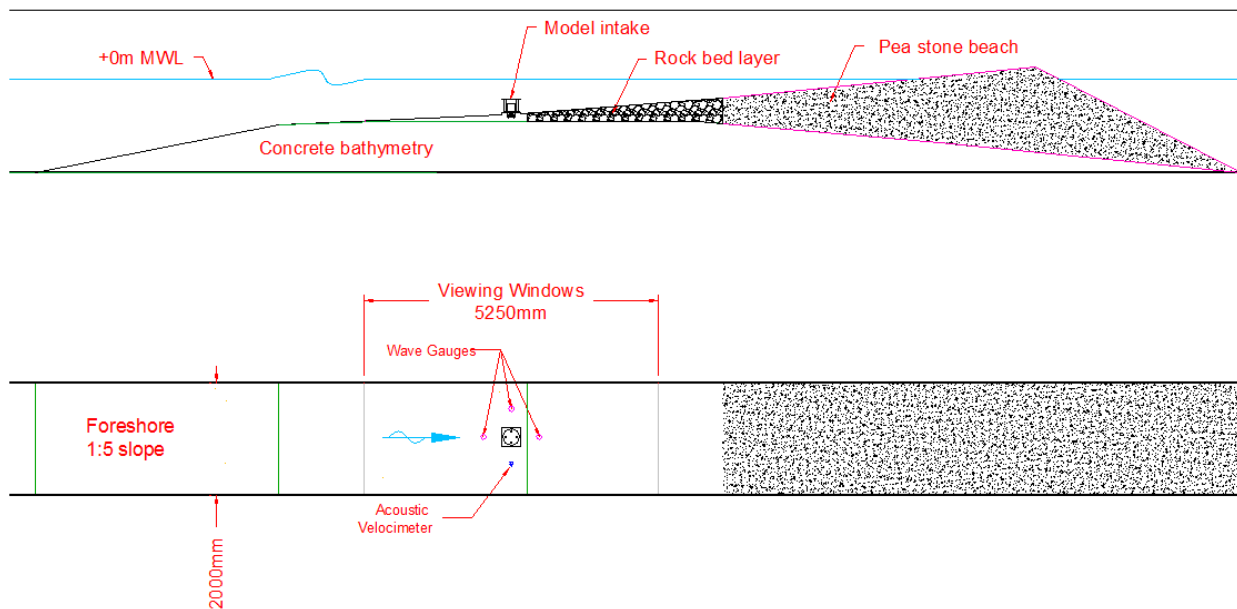 Model intake
+0m MWL
Rock bed layer
Pea stone beach
Concrete bathymetry
Viewing Windows
5250mm
Wave Gauges
Foreshore
1:5 slope
Acoustic
Velocimeter
2000mm